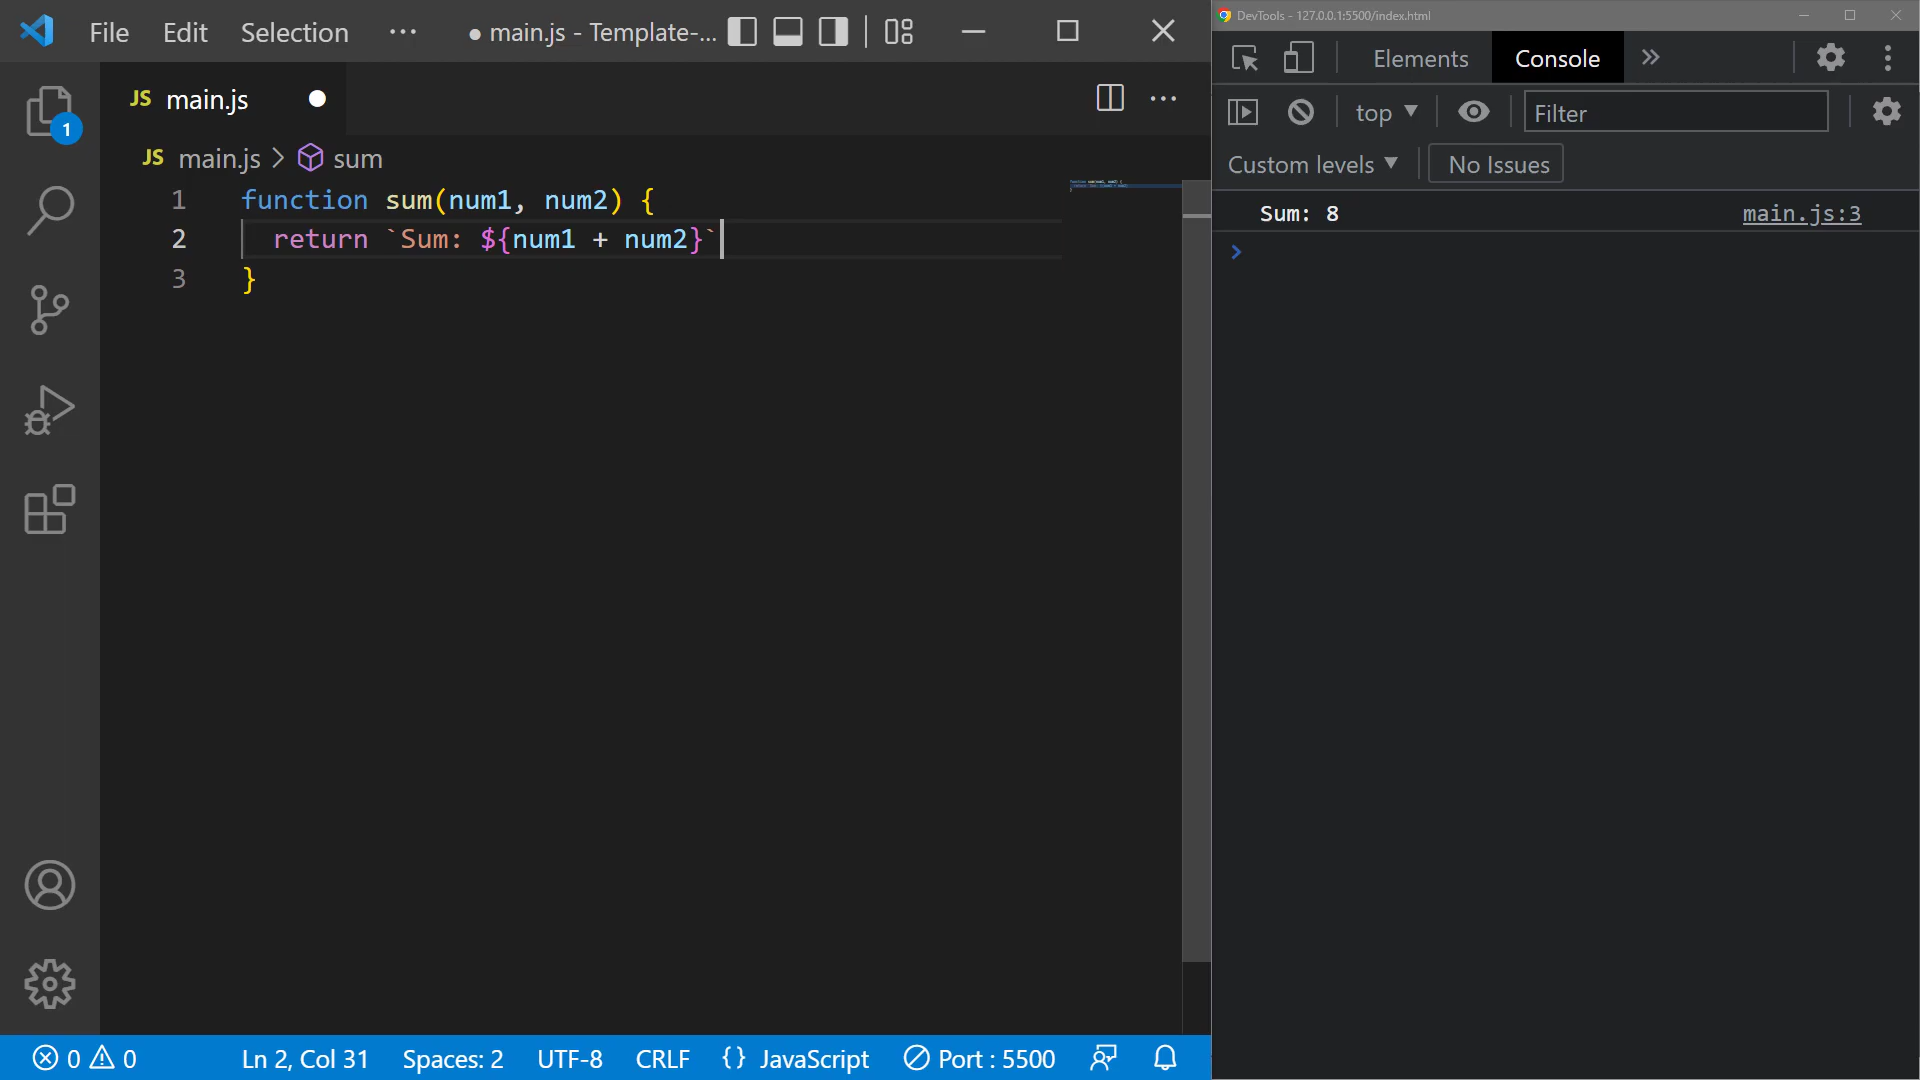 File Edit Selection ··· ● main.js - Template-...
JS main.js ●
JS main.js > sum
1 function sum(num1, num2) {
2 return `Sum: ${num1 + num2}`
3 }
1
0 0 Ln 2, Col 31 Spaces: 2 UTF-8 CRLF {} JavaScript Port : 5500
DevTools - 127.0.0.1:5500/index.html
Elements Console »
top Filter
Custom levels No Issues
Sum: 8 main.js:3
>